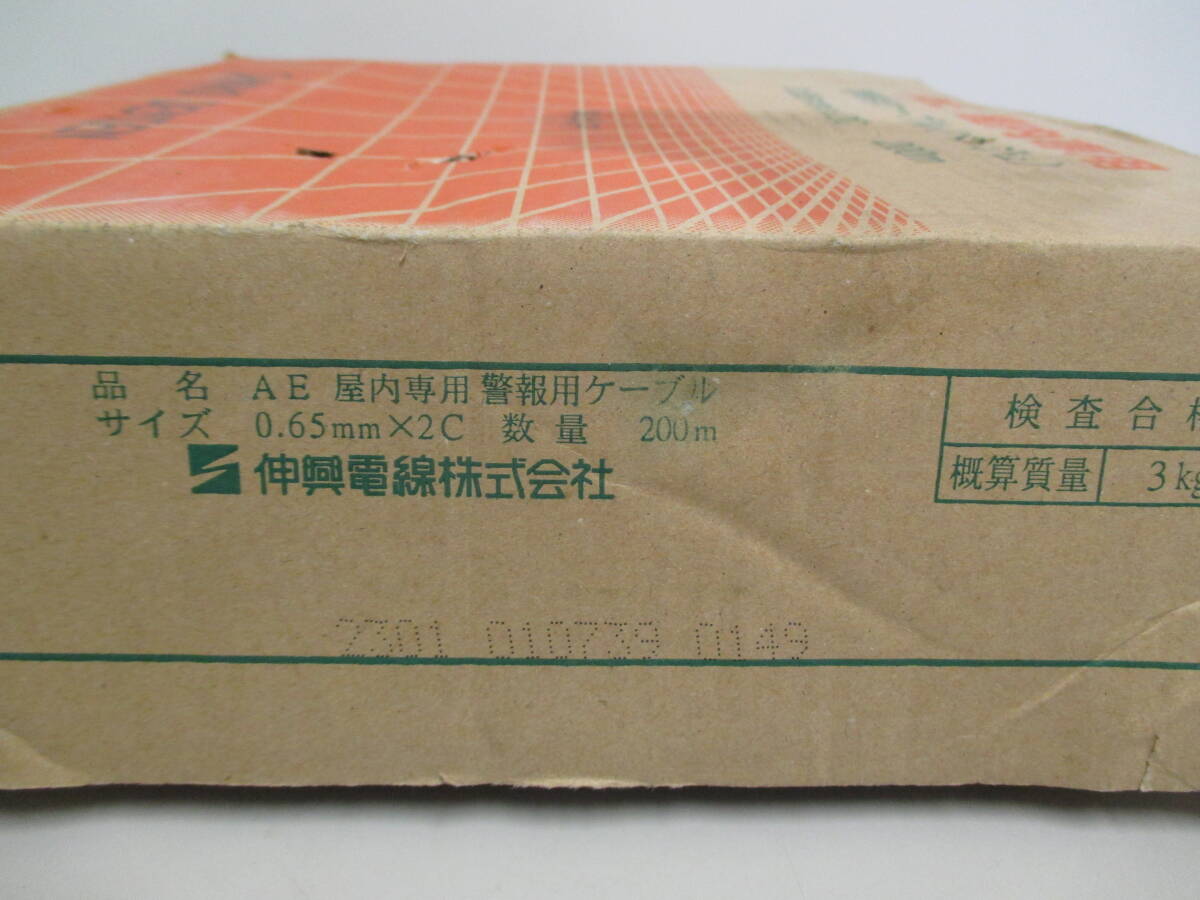 品 名 AE 屋内専用 警報用ケーブル
サイズ 0.65mm×2C 数量 200m
伸興電線株式会社
検査合格
概算質量 3kg
2301 010739 0149